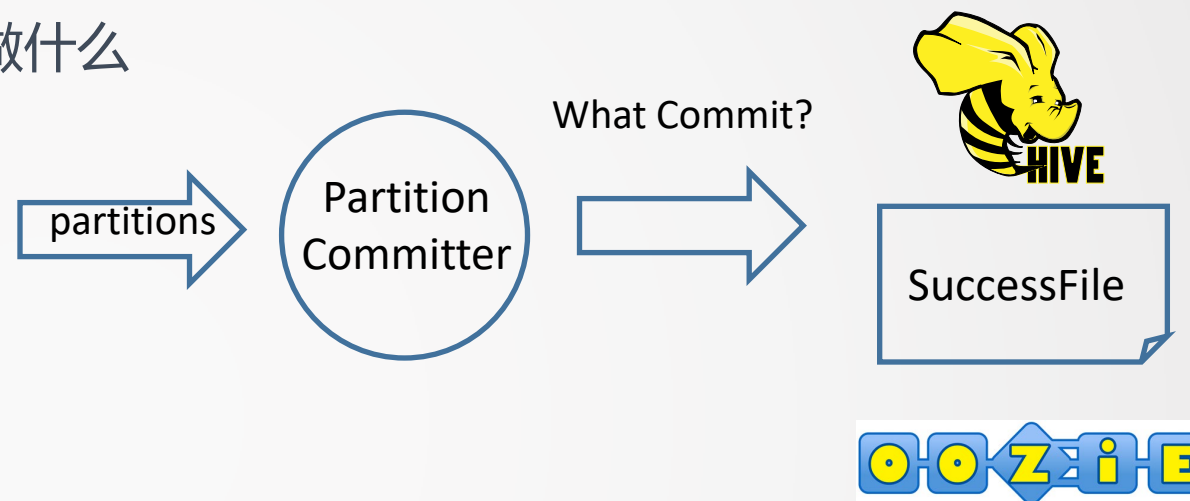 做什么
What Commit?
HIVE
partitions
Partition
Committer
SuccessFile
OOZiE